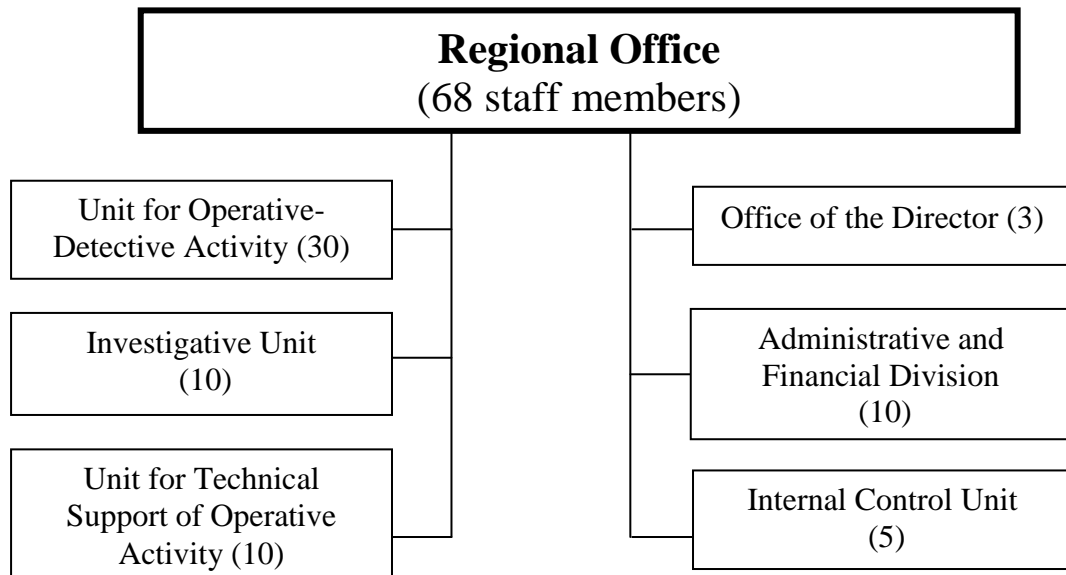 Regional Office
(68 staff members)
Unit for Operative-
Detective Activity (30)
Investigative Unit
(10)
Unit for Technical
Support of Operative
Activity (10)
Office of the Director (3)
Administrative and
Financial Division
(10)
Internal Control Unit
(5)